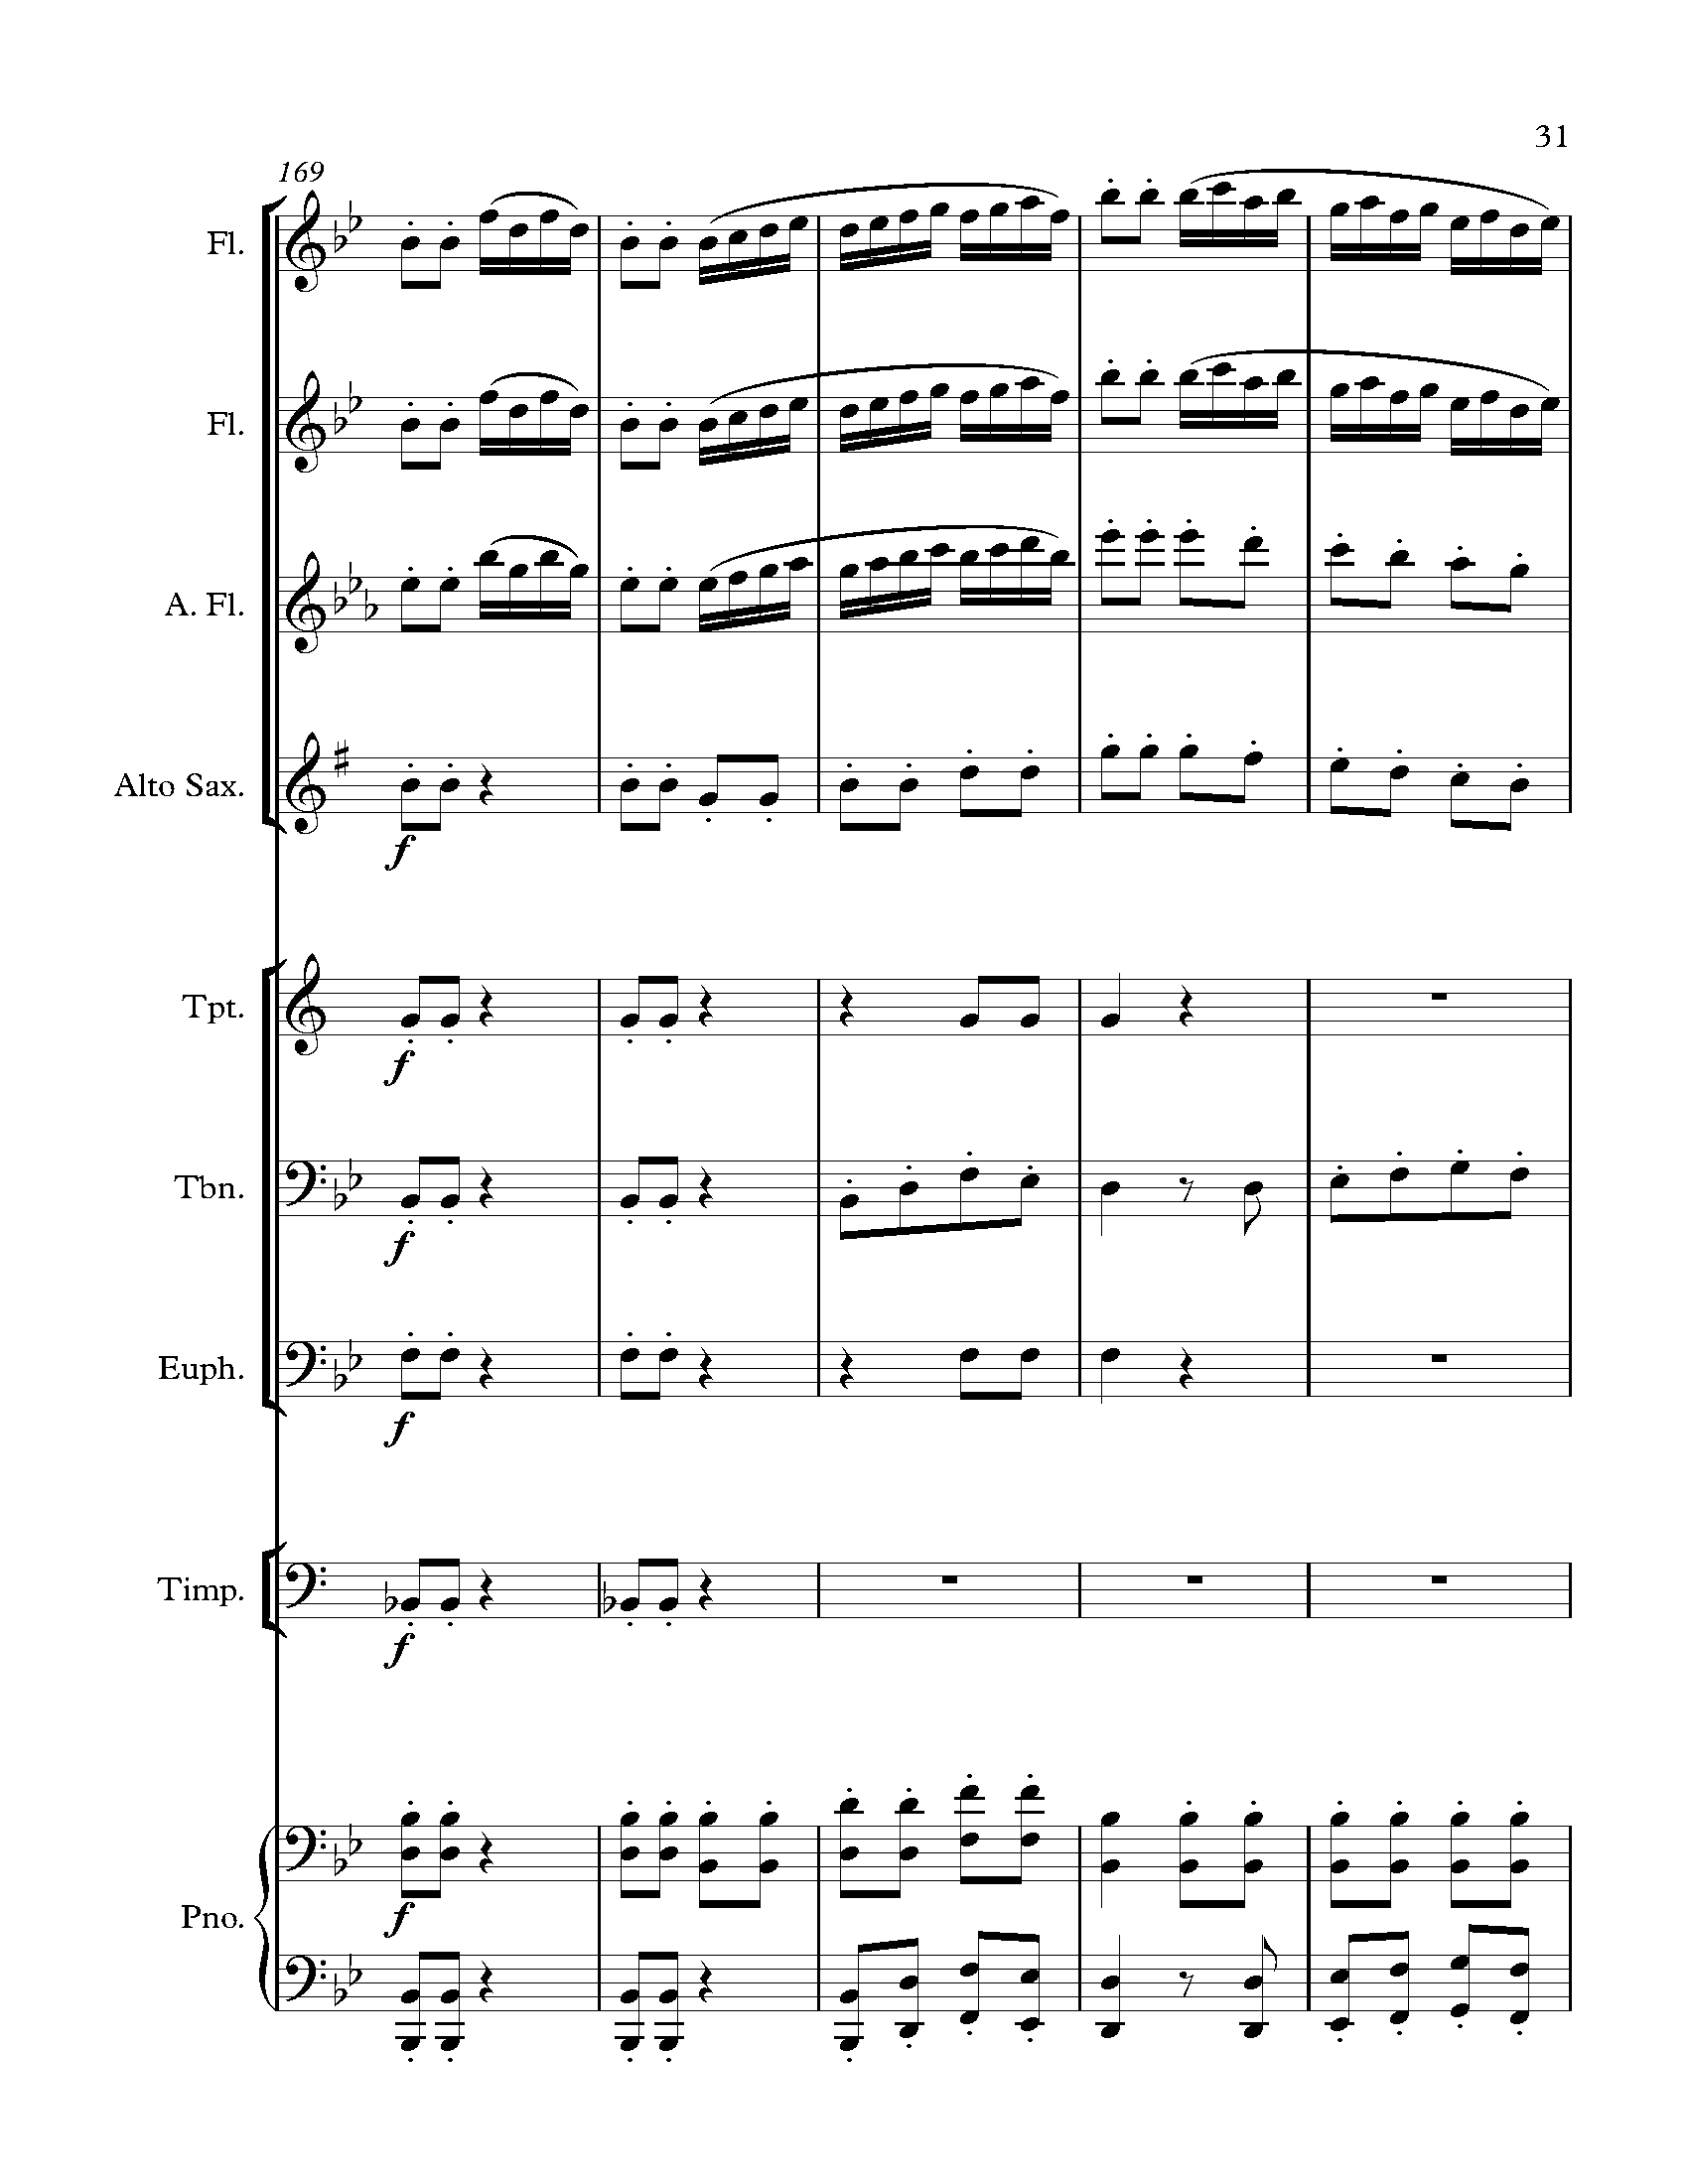 31
169
Fl.
Fl.
A. Fl.
Alto Sax.
f
Tpt.
f
Tbn.
f
Euph.
f
Timp.
f
Pno.
f